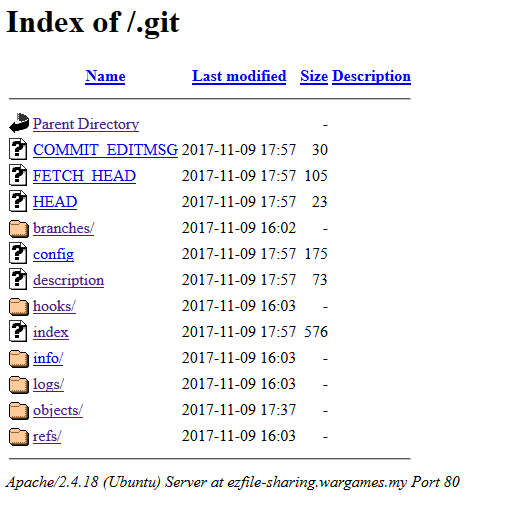 Index of /.git
Name Last modified Size Description
Parent Directory -
COMMIT_EDITMSG 2017-11-09 17:57 30
FETCH_HEAD 2017-11-09 17:57 105
HEAD 2017-11-09 17:57 23
branches/ 2017-11-09 16:02 -
config 2017-11-09 17:57 175
description 2017-11-09 17:57 73
hooks/ 2017-11-09 16:03 -
index 2017-11-09 17:57 576
info/ 2017-11-09 16:03 -
logs/ 2017-11-09 16:03 -
objects/ 2017-11-09 17:37 -
refs/ 2017-11-09 16:03 -
Apache/2.4.18 (Ubuntu) Server at ezfile-sharing.wargames.my Port 80